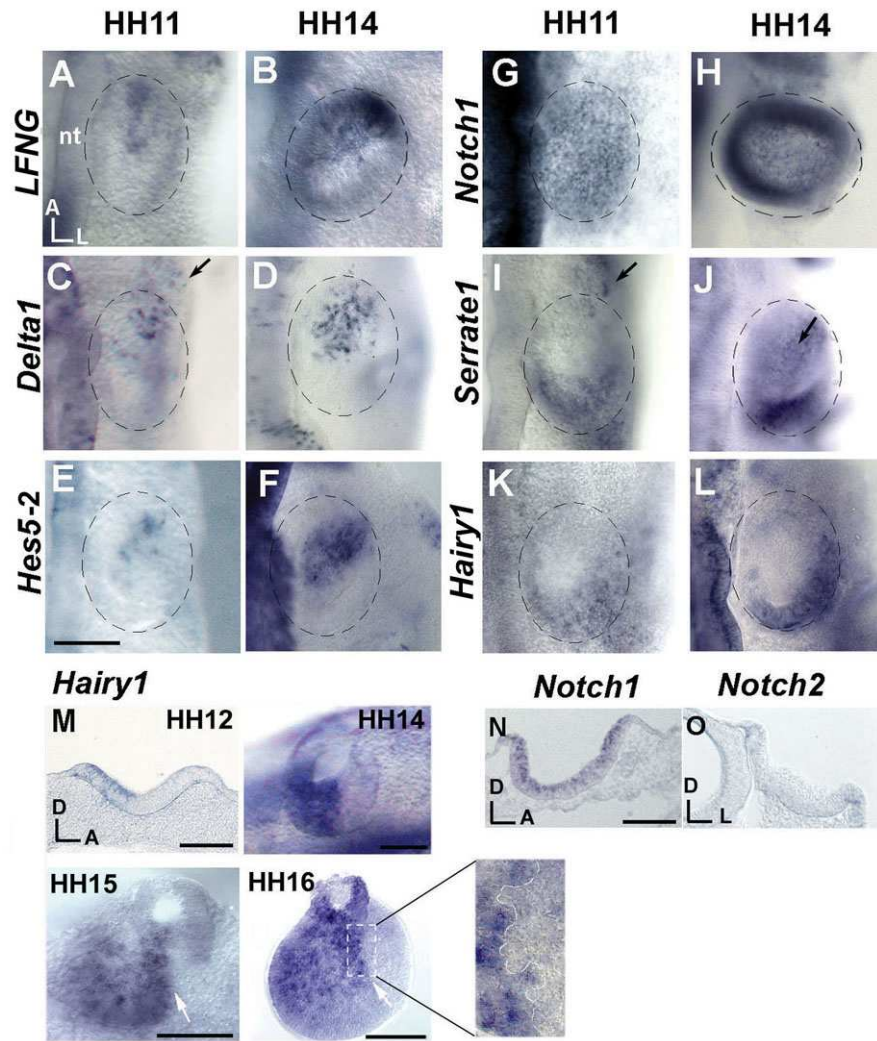 HH11 HH14 HH11 HH14
LFNG
A
B
nt
A
L
Notch1
G
H
Delta1
C
D
Serrate1
I
J
Hes5-2
E
F
Hairy1
K
L
Hairy1
M HH12
D
A
HH14
Notch1
Notch2
N
D
A
O
D
L
HH15
HH16